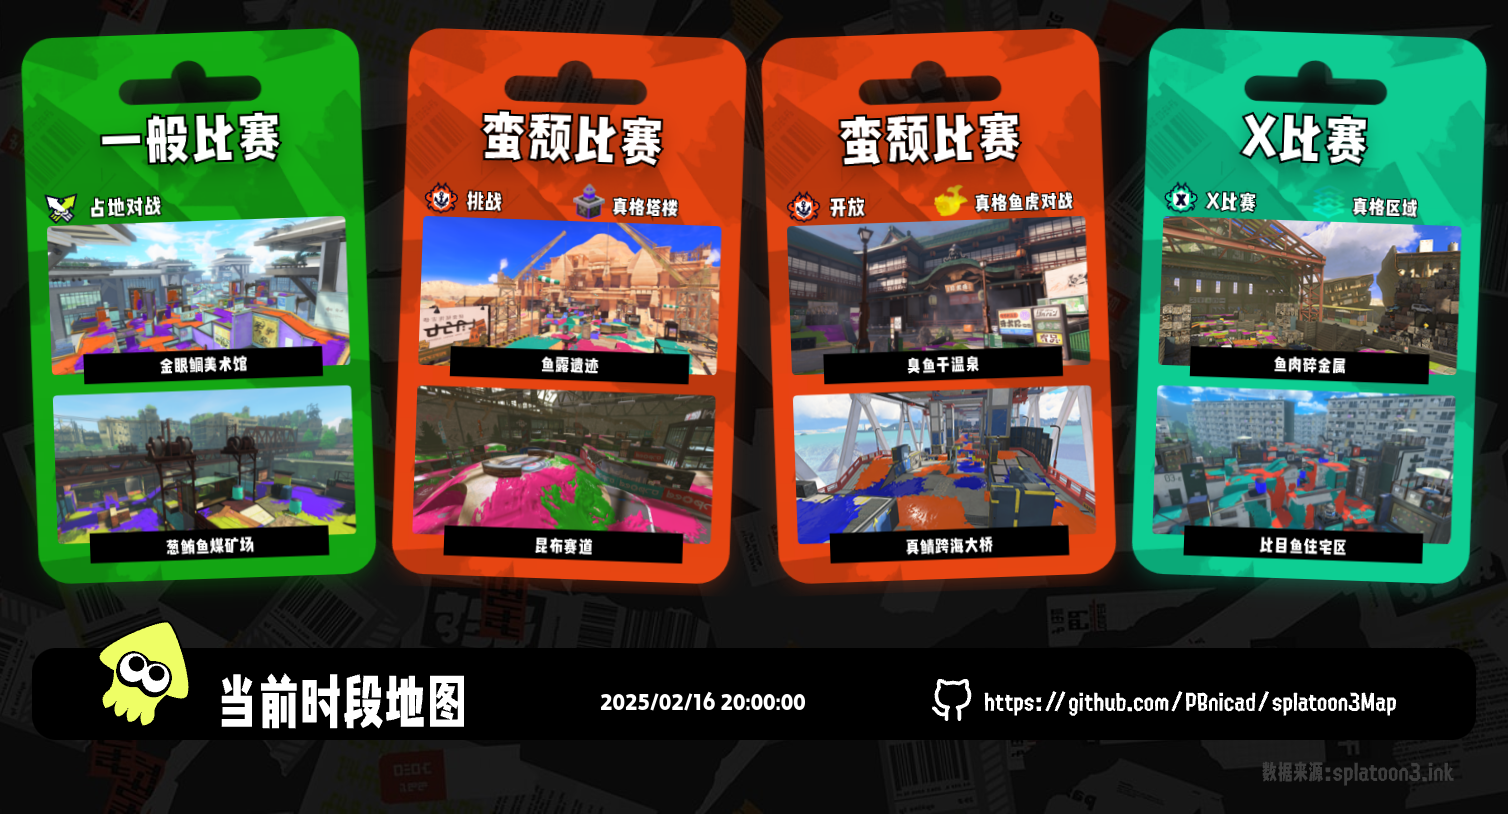 一般比赛
占地对战
金眼鲷美术馆
葱鲔鱼煤矿场
蛮颓比赛
挑战
真格塔楼
鱼露遗迹
昆布赛道
蛮颓比赛
开放
真格鱼虎对战
臭鱼干温泉
真鲭跨海大桥
X比赛
X比赛
真格区域
鱼肉碎金属
比目鱼住宅区
当前时段地图
2025/02/16 20:00:00
https://github.com/PBnicad/splatoon3Map
数据来源:splatoon3.ink